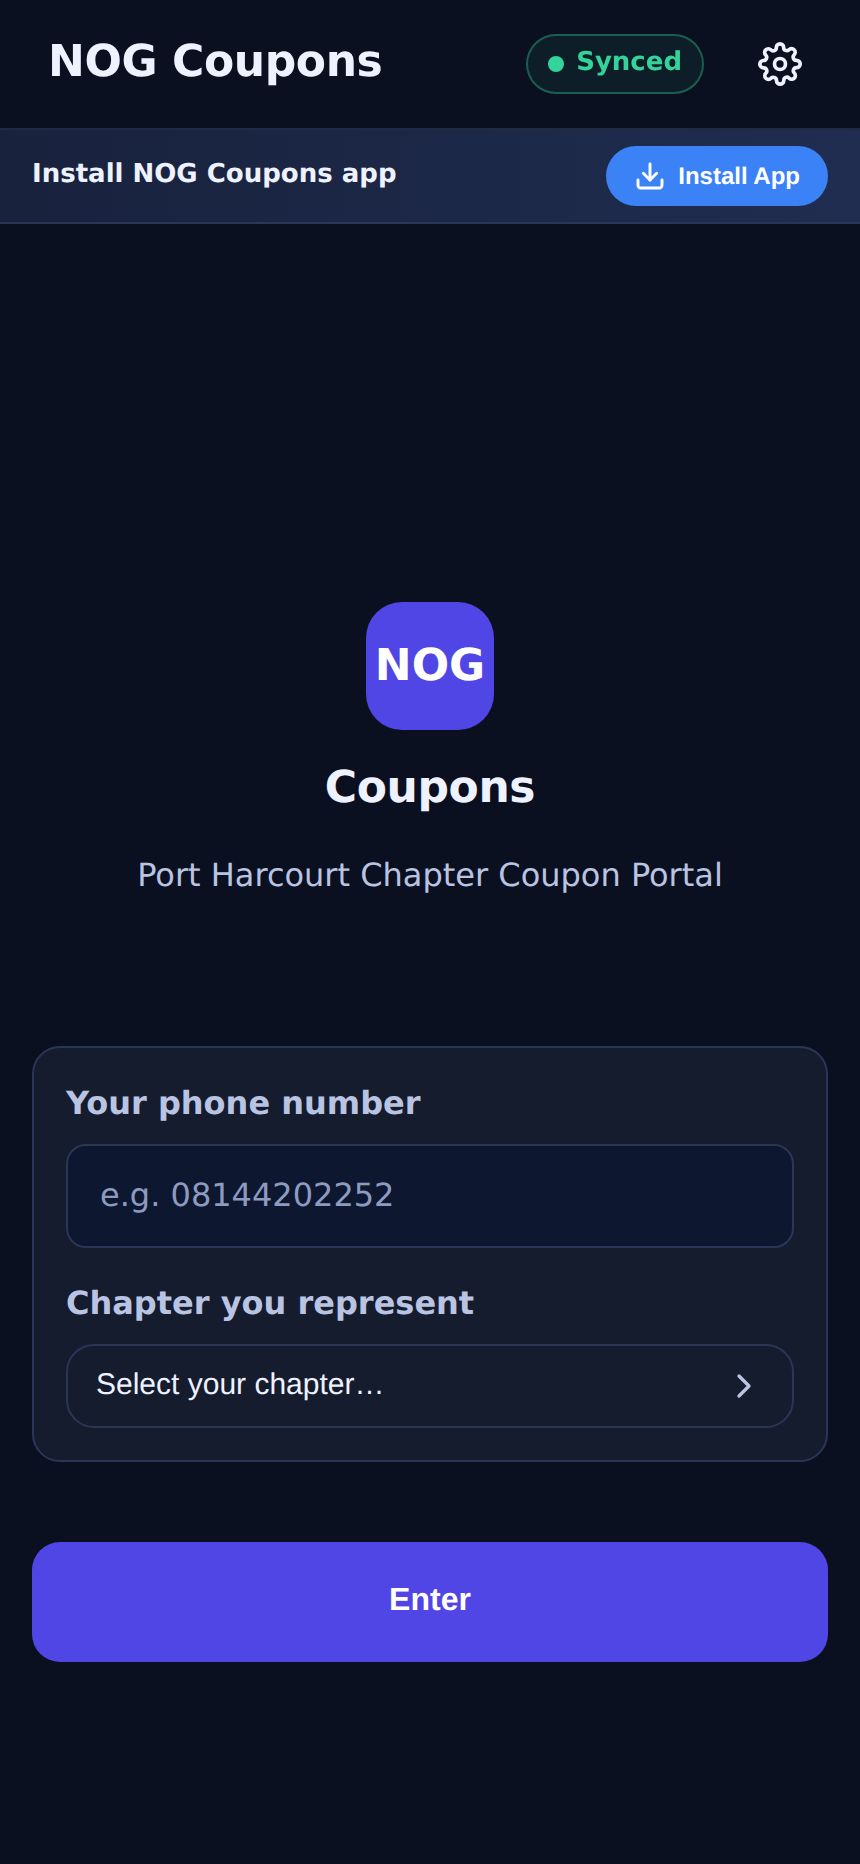 NOG Coupons
Synced
Install NOG Coupons app
Install App
NOG
Coupons
Port Harcourt Chapter Coupon Portal
Your phone number
e.g. 08144202252
Chapter you represent
Select your chapter…
Enter